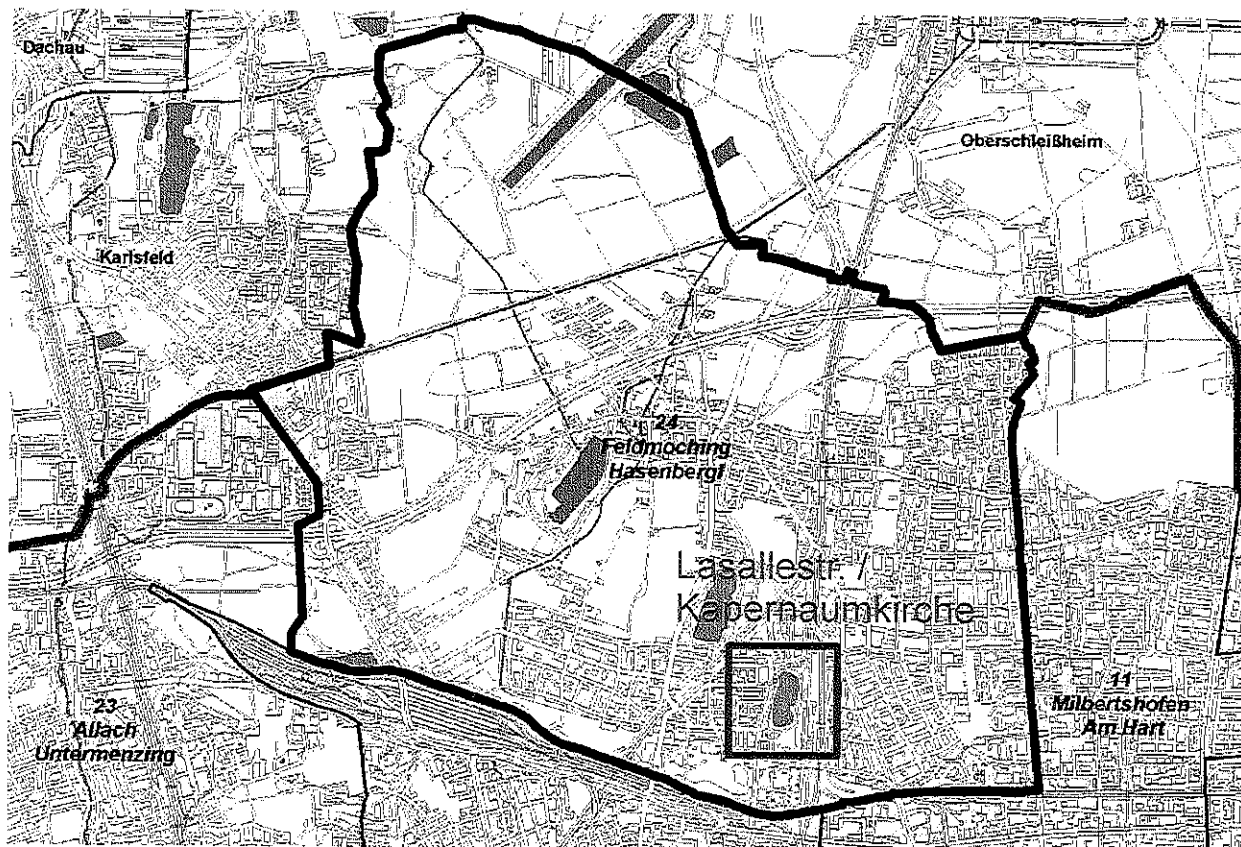 Dachau
Oberschleißheim
Karlsfeld
24
Feldmoching
Hasenbergl
Lasallestr. /
Kapernaumkirche
23
Allach
Untermenzing
11
Milbertshofen
Am Hart